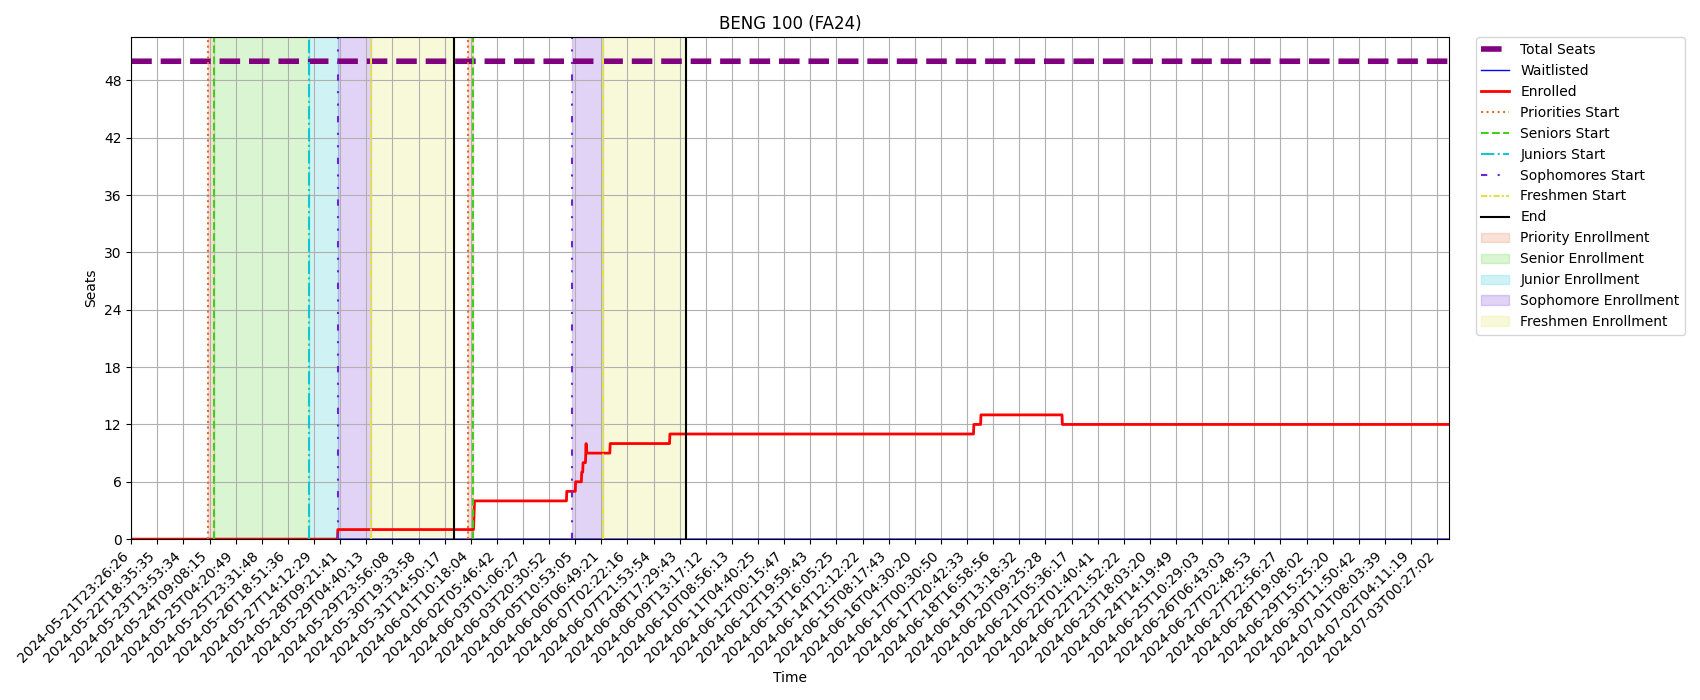 BENG 100 (FA24)
Total Seats
Waitlisted
Enrolled
Priorities Start
Seniors Start
Juniors Start
Sophomores Start
Freshmen Start
End
Priority Enrollment
Senior Enrollment
Junior Enrollment
Sophomore Enrollment
Freshmen Enrollment
Seats
48
42
36
30
24
18
12
6
0
2024-05-21T23:26:26
2024-05-22T18:35:35
2024-05-23T13:53:34
2024-05-24T09:08:15
2024-05-25T04:20:49
2024-05-25T23:31:48
2024-05-26T18:51:36
2024-05-27T14:12:29
2024-05-28T09:21:41
2024-05-29T04:40:13
2024-05-29T23:56:08
2024-05-30T19:33:58
2024-05-31T14:50:17
2024-06-01T10:18:04
2024-06-02T05:46:42
2024-06-03T01:06:27
2024-06-03T20:30:52
2024-06-05T10:53:05
2024-06-06T06:49:21
2024-06-07T02:22:16
2024-06-07T21:53:54
2024-06-08T17:29:43
2024-06-09T13:17:12
2024-06-10T08:56:13
2024-06-11T04:40:25
2024-06-12T00:15:47
2024-06-12T19:59:43
2024-06-13T16:05:25
2024-06-14T12:12:22
2024-06-15T08:17:43
2024-06-16T04:30:20
2024-06-17T00:30:50
2024-06-17T20:42:33
2024-06-18T16:58:56
2024-06-19T13:18:32
2024-06-20T09:25:28
2024-06-21T05:36:17
2024-06-22T01:40:41
2024-06-22T21:52:22
2024-06-23T18:03:20
2024-06-24T14:19:49
2024-06-25T10:29:03
2024-06-26T06:43:03
2024-06-27T02:48:53
2024-06-27T22:56:27
2024-06-28T19:08:02
2024-06-29T15:25:20
2024-06-30T11:50:42
2024-07-01T08:03:39
2024-07-02T04:11:19
2024-07-03T00:27:02
Time